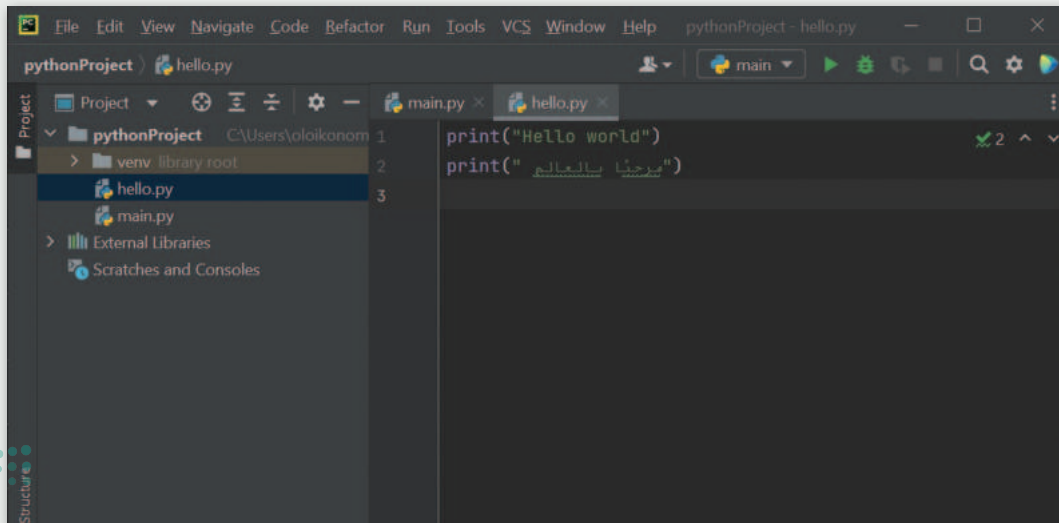 File Edit View Navigate Code Refactor Run Tools VCS Window Help pythonProject - hello.py
pythonProject hello.py main
Project Project main.py hello.py
pythonProject C:\Users\oloikonom
venv library root
hello.py
main.py
External Libraries
Scratches and Consoles
Structure
1 print("Hello world") 2
2 print(" مرحبًا بالعالم")
3